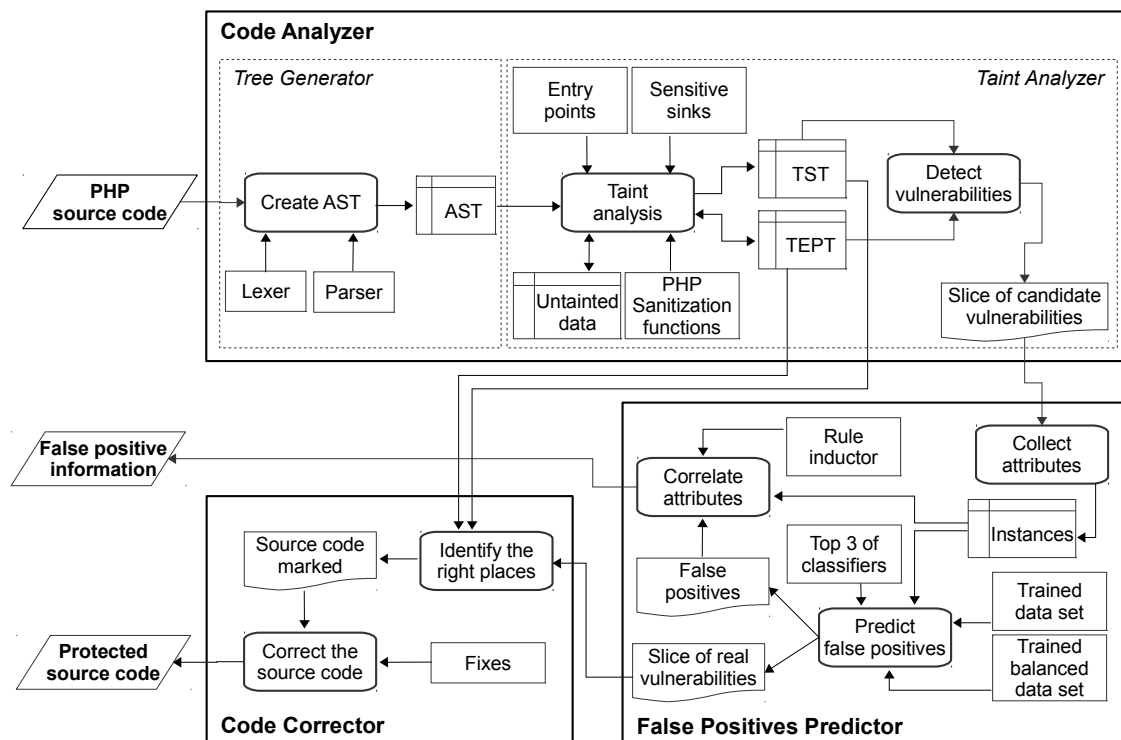 Code Analyzer
Tree Generator
Taint Analyzer
Entry
points
Sensitive
sinks
PHP
source code
Create AST
AST
Taint
analysis
TST
TEPT
Detect
vulnerabilities
Lexer
Parser
Untainted
data
PHP
Sanitization
functions
Slice of candidate
vulnerabilities
False positive
information
Correlate
attributes
Rule
inductor
Collect
attributes
Instances
Source code
marked
Identify the
right places
False
positives
Top 3 of
classifiers
Trained
data set
Predict
false positives
Protected
source code
Correct the
source code
Fixes
Slice of real
vulnerabilities
Trained
balanced
data set
Code Corrector
False Positives Predictor